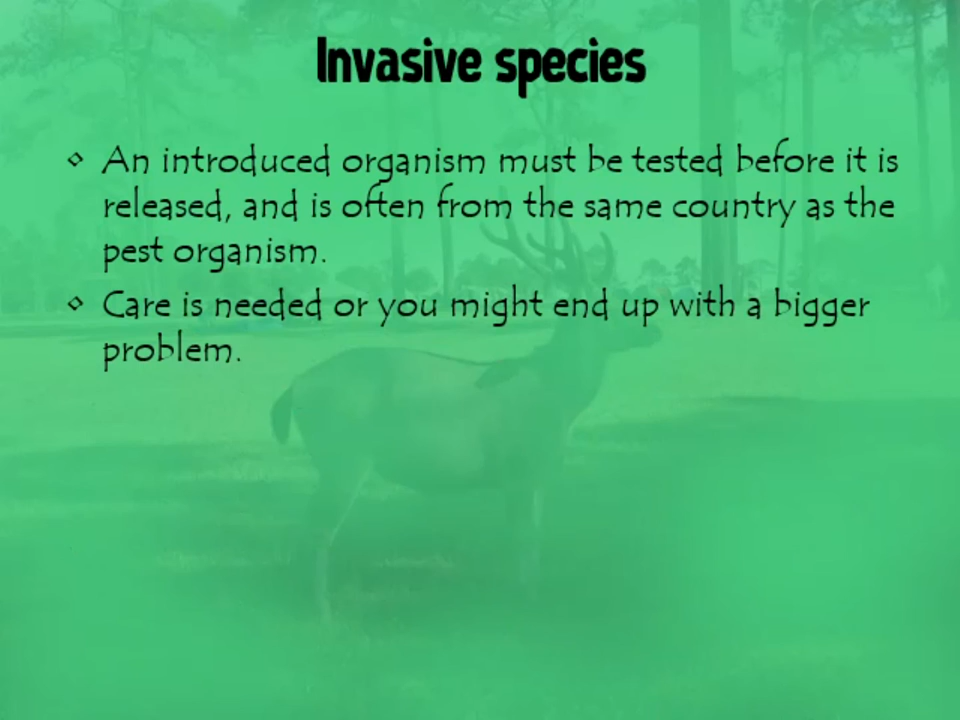 Invasive species
• An introduced organism must be tested before it is
released, and is often from the same country as the
pest organism.
• Care is needed or you might end up with a bigger
problem.